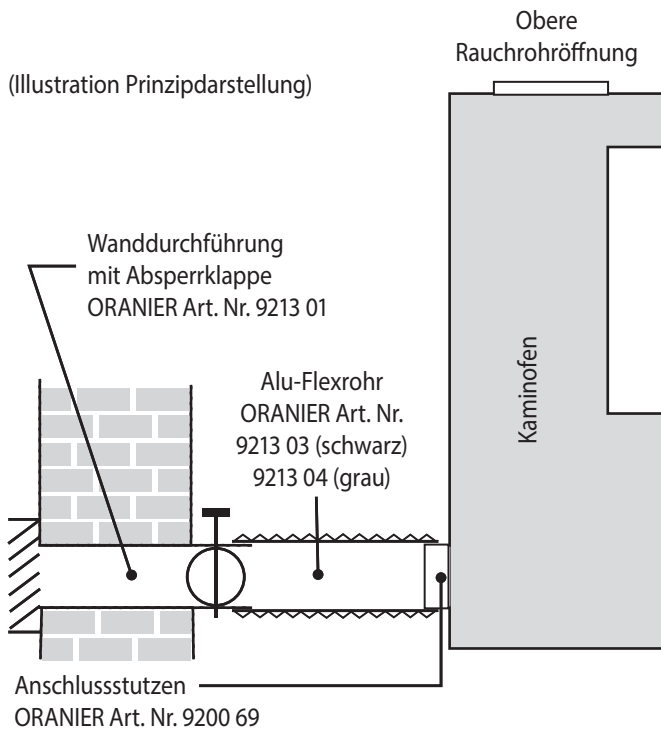 Obere
Rauchrohröffnung
(Illustration Prinzipdarstellung)
Wanddurchführung
mit Absperrklappe
ORANIER Art. Nr. 9213 01
Alu-Flexrohr
ORANIER Art. Nr.
9213 03 (schwarz)
9213 04 (grau)
Kaminofen
Anschlussstutzen
ORANIER Art. Nr. 9200 69